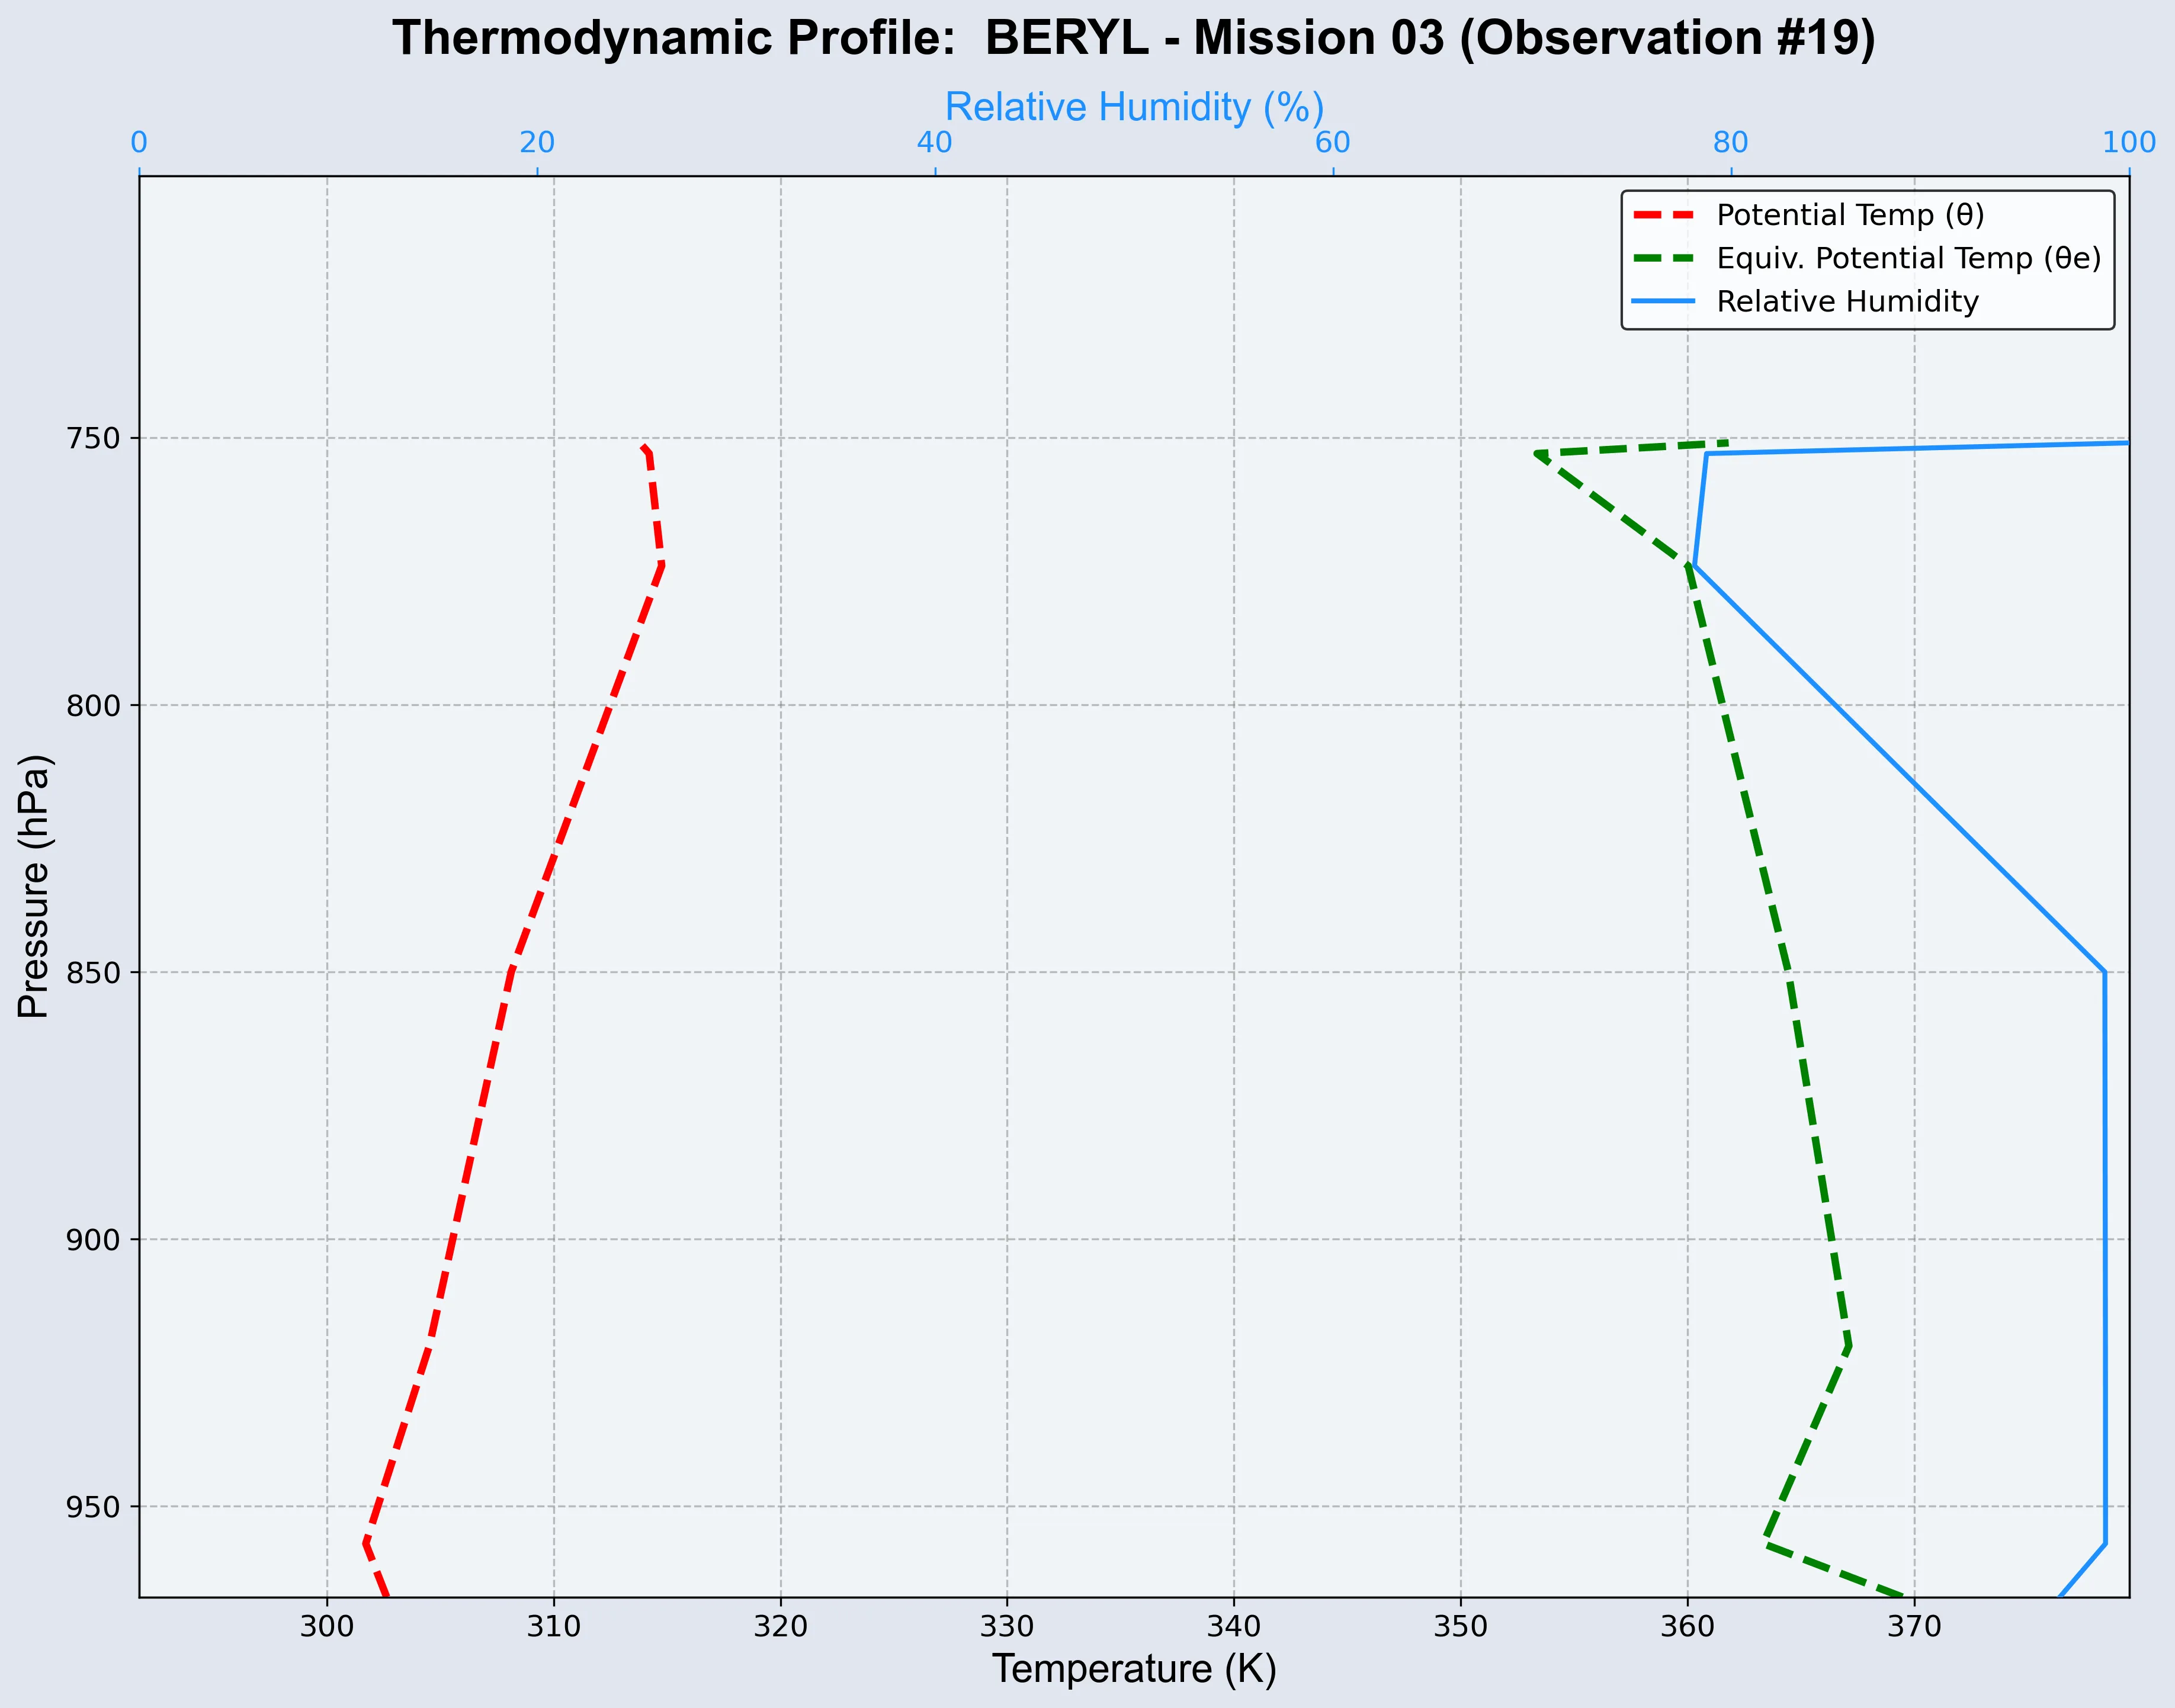 Thermodynamic Profile:  BERYL - Mission 03 (Observation #19)
Relative Humidity (%)
0 20 40 60 80 100
Potential Temp (θ)
Equiv. Potential Temp (θe)
Relative Humidity
750
800
850
900
950
Pressure (hPa)
300 310 320 330 340 350 360 370
Temperature (K)